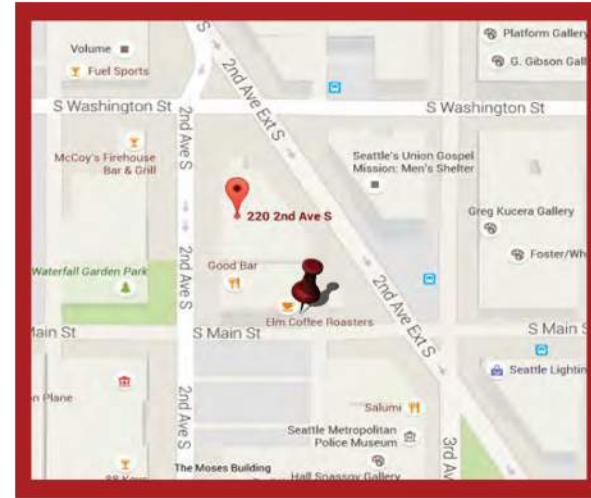 Volume
Platform Gallery
Fuel Sports
G. Gibson Gall
S Washington St
S Washington St
2nd Ave S
2nd Ave Ext S
McCoy's Firehouse
Bar & Grill
Seattle's Union Gospel
Mission: Men's Shelter
220 2nd Ave S
Greg Kucera Gallery
2nd Ave S
Foster/Wh
Waterfall Garden Park
Good Bar
2nd Ave Ext S
Elm Coffee Roasters
Main St
S Main St
S Main S
Seattle Lightin
n Plane
2nd Ave S
Salumi
Seattle Metropolitan
Police Museum
3rd Av
The Moses Building
Hall Spassov Gallery